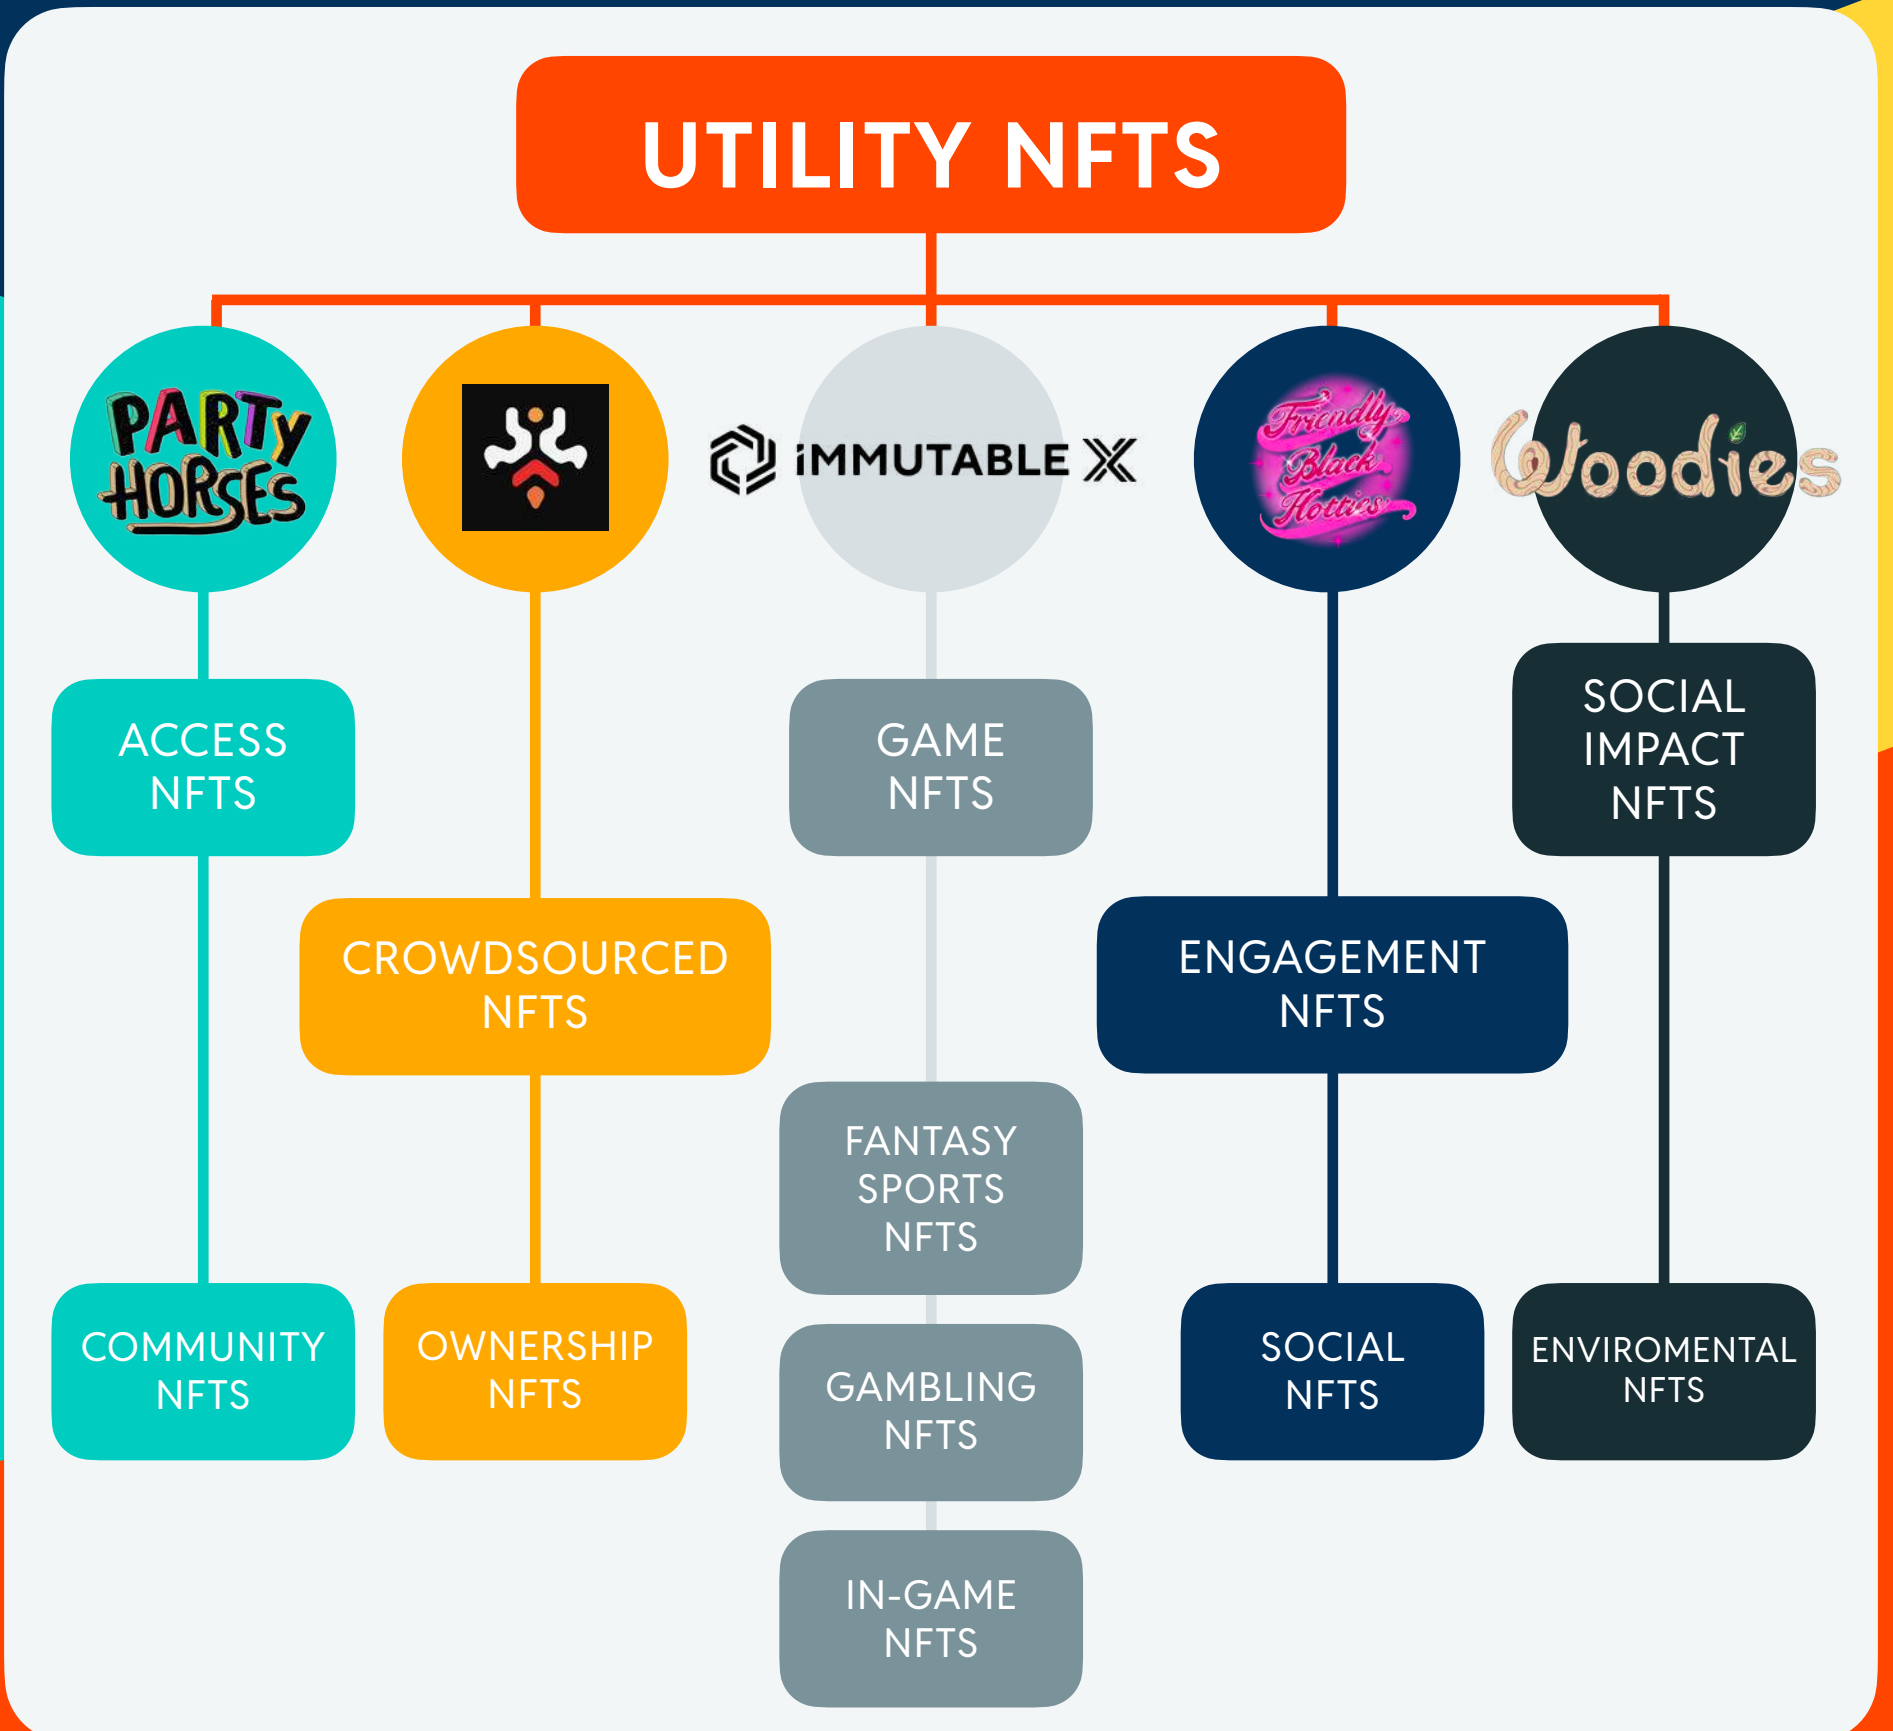 UTILITY NFTS
PARTY
HORSES
iMMUTABLE X
Friendly
Black
Hotties
Woodies
ACCESS
NFTS
GAME
NFTS
SOCIAL
IMPACT
NFTS
CROWDSOURCED
NFTS
ENGAGEMENT
NFTS
FANTASY
SPORTS
NFTS
COMMUNITY
NFTS
OWNERSHIP
NFTS
GAMBLING
NFTS
SOCIAL
NFTS
ENVIROMENTAL
NFTS
IN-GAME
NFTS